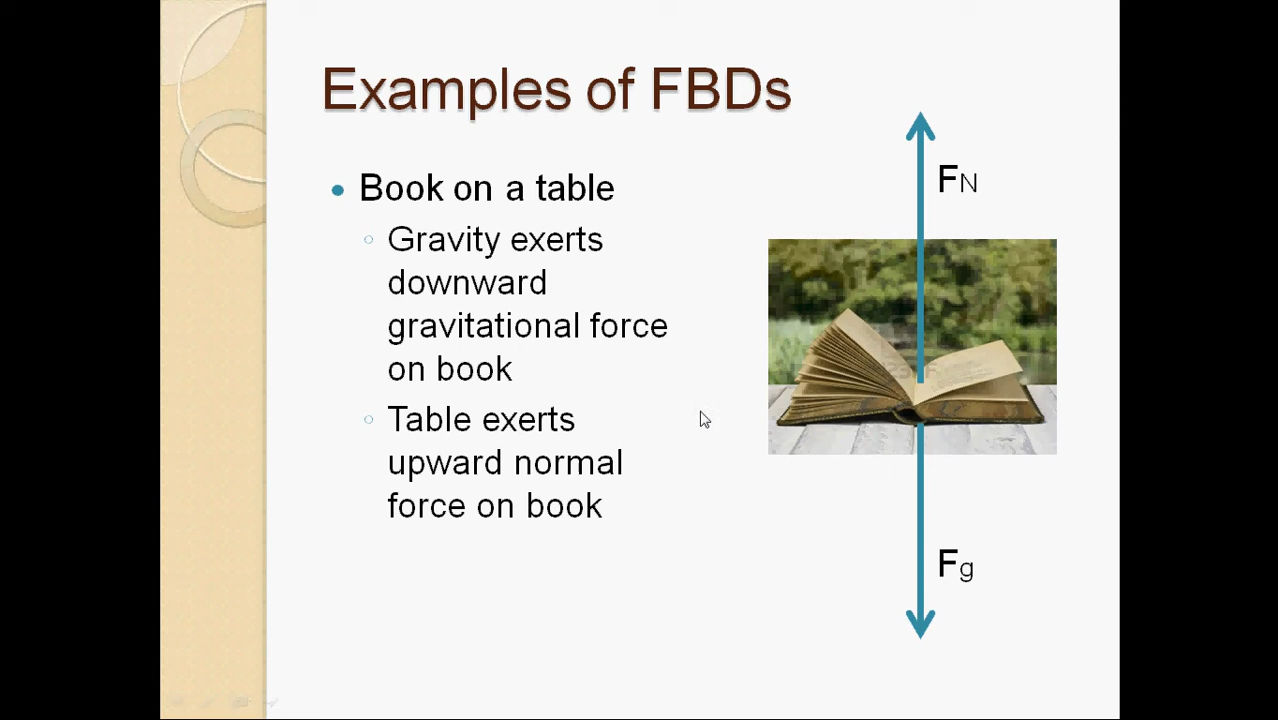 Examples of FBDs
Book on a table
Gravity exerts
downward
gravitational force
on book
Table exerts
upward normal
force on book
FN
Fg